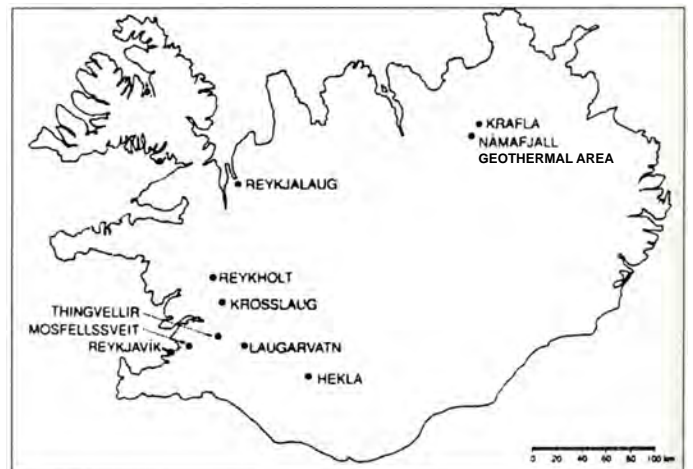 KRAFLA
NÁMAFJALL
GEOTHERMAL AREA
REYKJALAUG
REYKHOLT
KROSSLAUG
THINGVELLIR
MOSFELLSSVEIT
REYKJAVÍK
LAUGARVATN
HEKLA
0 20 40 60 80 100 km